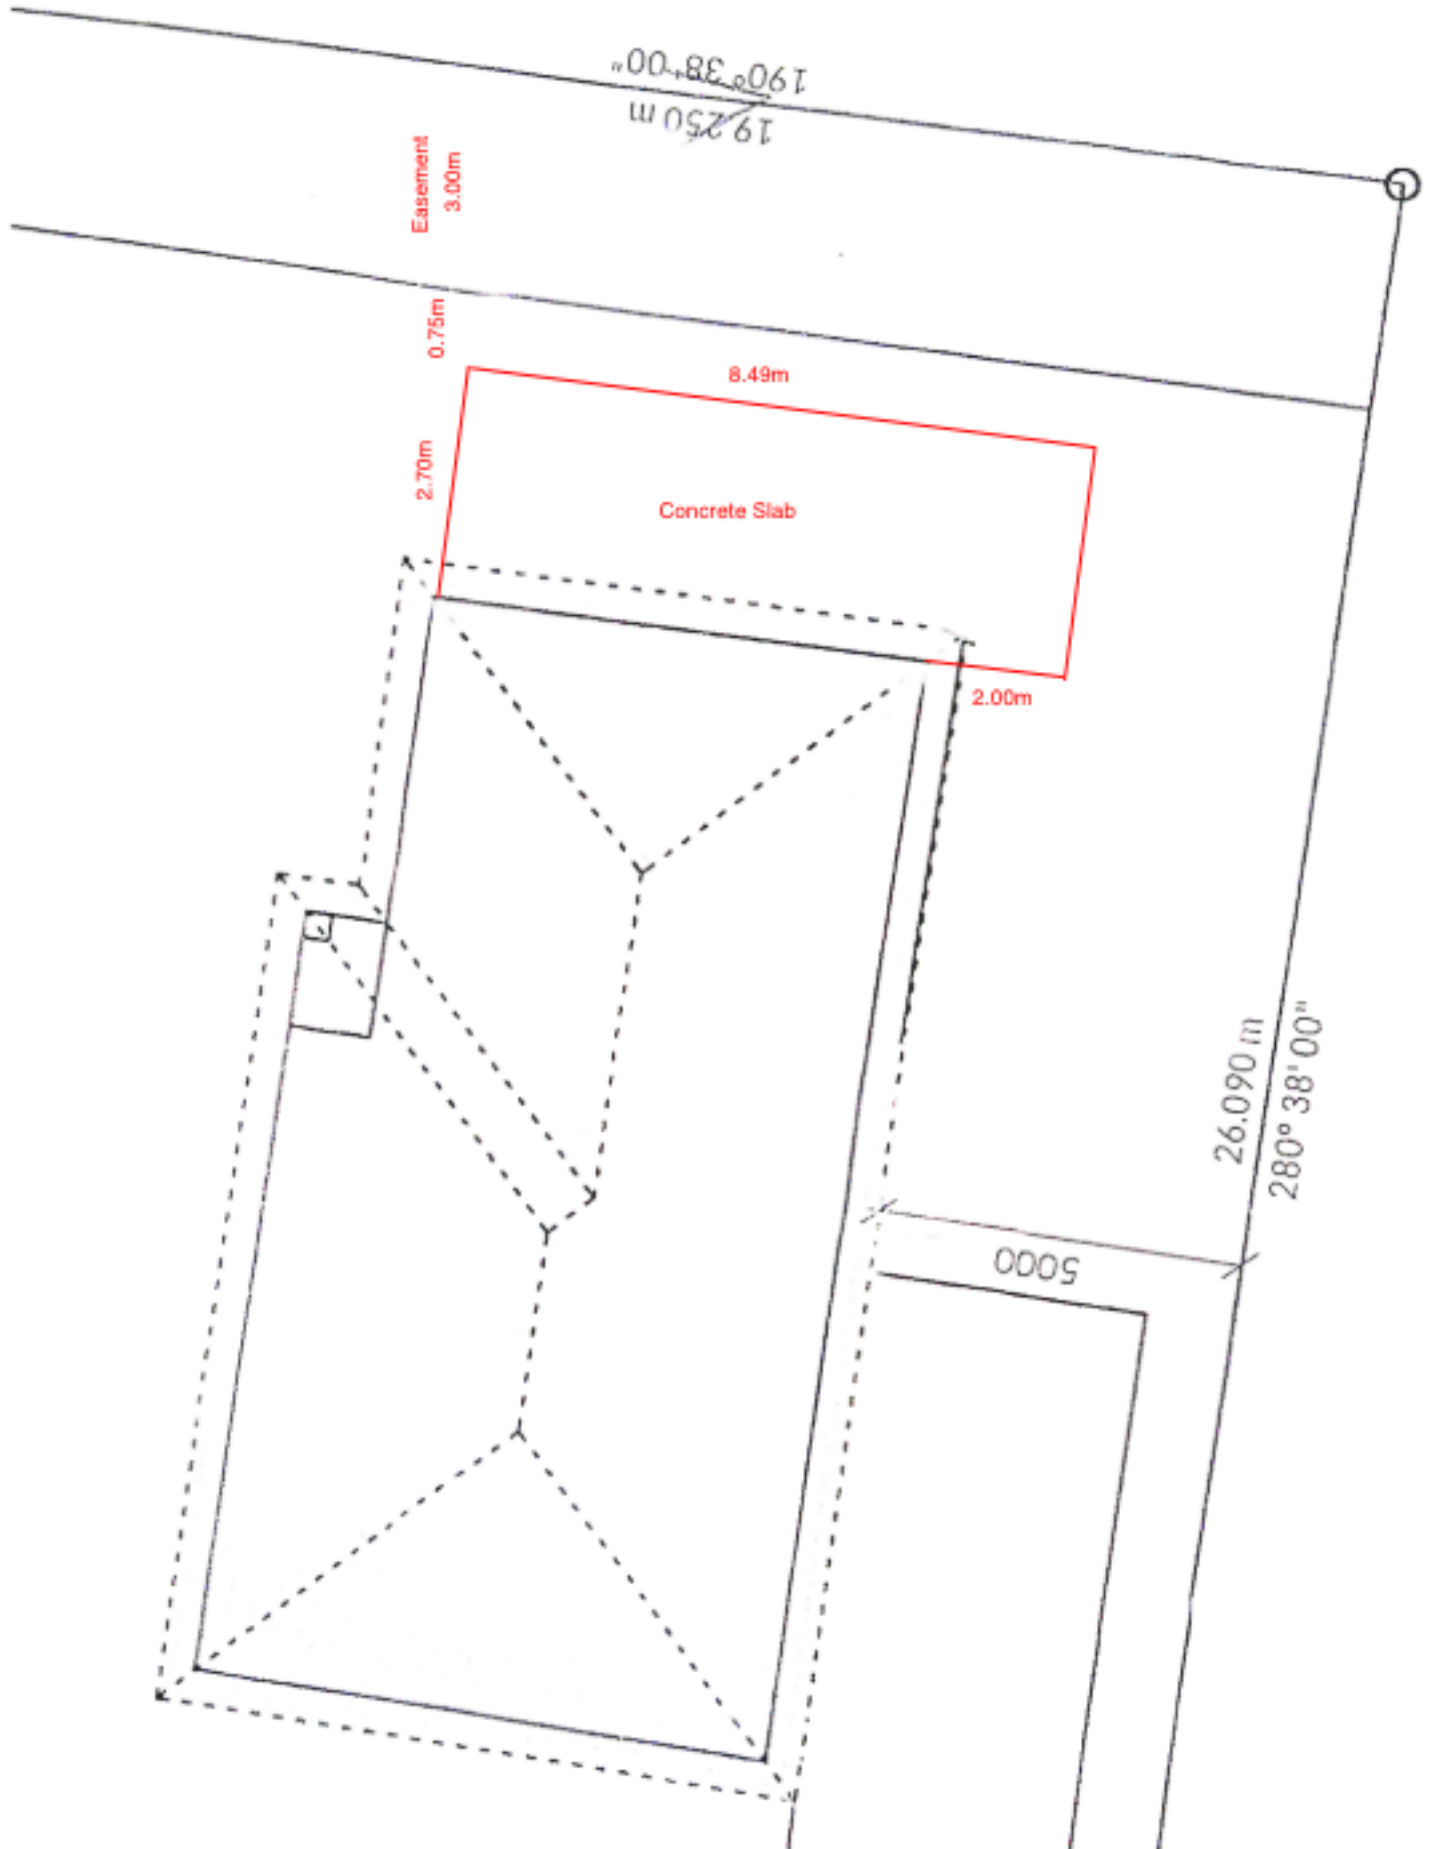 190° 38' 00"
19.250 m
Easement
3.00m
0.75m
8.49m
2.70m
Concrete Slab
2.00m
26.090 m
280° 38' 00"
5000